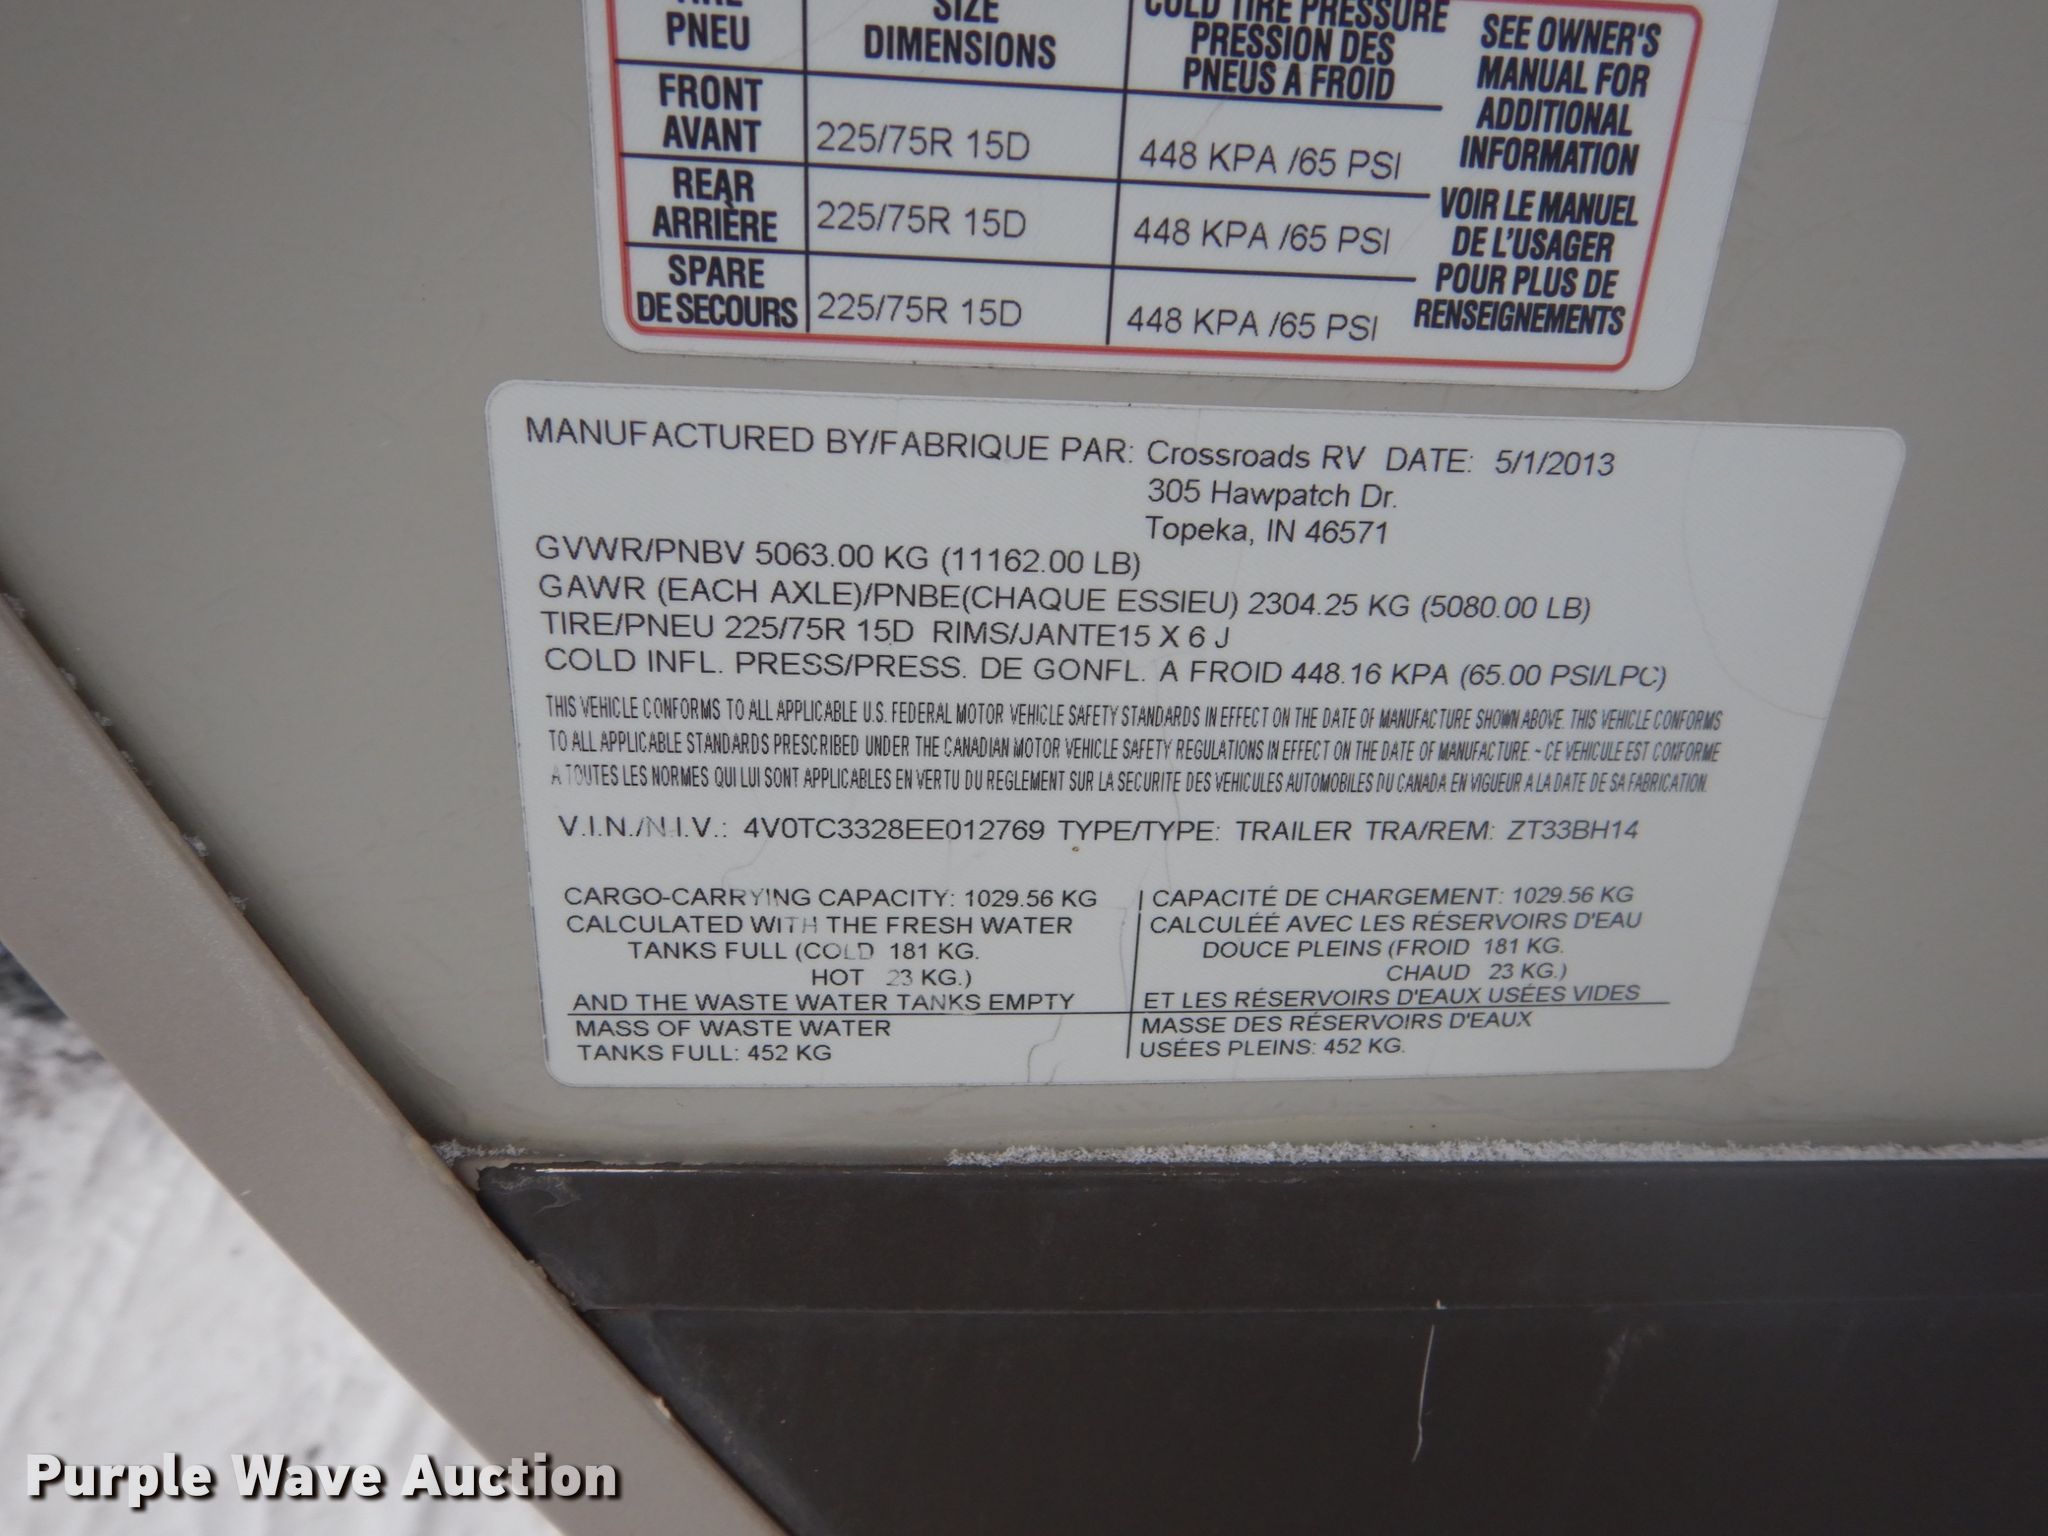 TIRE SIZE COLD TIRE PRESSURE
PNEU DIMENSIONS PRESSION DES PNEUS A FROID
FRONT AVANT 225/75R 15D 448 KPA /65 PSI
REAR ARRIÈRE 225/75R 15D 448 KPA /65 PSI
SPARE DE SECOURS 225/75R 15D 448 KPA /65 PSI
SEE OWNER'S
MANUAL FOR
ADDITIONAL
INFORMATION
VOIR LE MANUEL
DE L'USAGER
POUR PLUS DE
RENSEIGNEMENTS
MANUFACTURED BY/FABRIQUE PAR: Crossroads RV DATE: 5/1/2013
305 Hawpatch Dr.
Topeka, IN 46571
GVWR/PNBV 5063.00 KG (11162.00 LB)
GAWR (EACH AXLE)/PNBE(CHAQUE ESSIEU) 2304.25 KG (5080.00 LB)
TIRE/PNEU 225/75R 15D RIMS/JANTE15 X 6 J
COLD INFL. PRESS/PRESS. DE GONFL. A FROID 448.16 KPA (65.00 PSI/LPC)
THIS VEHICLE CONFORMS TO ALL APPLICABLE U.S. FEDERAL MOTOR VEHICLE SAFETY STANDARDS IN EFFECT ON THE DATE OF MANUFACTURE SHOWN ABOVE. THIS VEHICLE CONFORMS
TO ALL APPLICABLE STANDARDS PRESCRIBED UNDER THE CANADIAN MOTOR VEHICLE SAFETY REGULATIONS IN EFFECT ON THE DATE OF MANUFACTURE. - CE VEHICULE EST CONFORME
A TOUTES LES NORMES QUI LUI SONT APPLICABLES EN VERTU DU REGLEMENT SUR LA SECURITE DES VEHICULES AUTOMOBILES DU CANADA EN VIGUEUR A LA DATE DE SA FABRICATION.
V.I.N./N.I.V.: 4V0TC3328EE012769 TYPE/TYPE: TRAILER TRA/REM: ZT33BH14
CARGO-CARRYING CAPACITY: 1029.56 KG
CALCULATED WITH THE FRESH WATER
TANKS FULL (COLD 181 KG.
HOT 23 KG.)
AND THE WASTE WATER TANKS EMPTY
MASS OF WASTE WATER
TANKS FULL: 452 KG
CAPACITÉ DE CHARGEMENT: 1029.56 KG
CALCULÉÉ AVEC LES RÉSERVOIRS D'EAU
DOUCE PLEINS (FROID 181 KG.
CHAUD 23 KG.)
ET LES RÉSERVOIRS D'EAUX USÉES VIDES
MASSE DES RÉSERVOIRS D'EAUX
USÉES PLEINS: 452 KG.
Purple Wave Auction